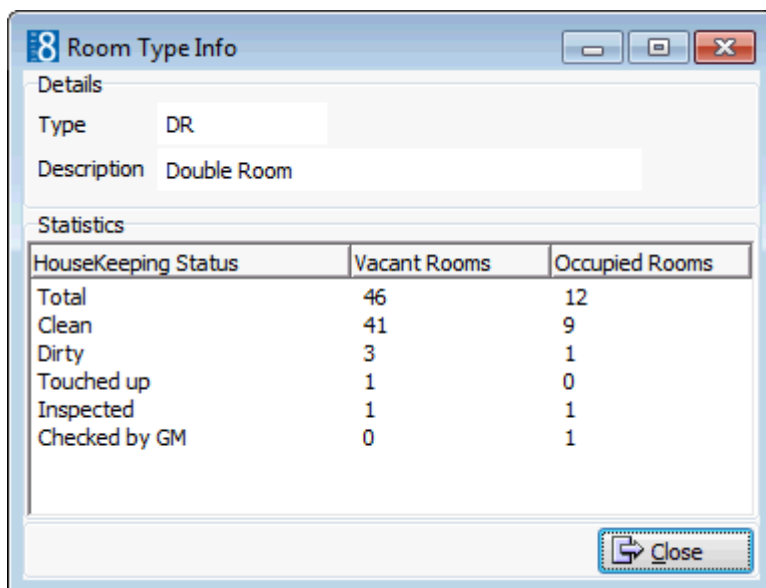 8 Room Type Info
Details
Type DR
Description Double Room
Statistics
HouseKeeping Status Vacant Rooms Occupied Rooms
Total 46 12
Clean 41 9
Dirty 3 1
Touched up 1 0
Inspected 1 1
Checked by GM 0 1
Close